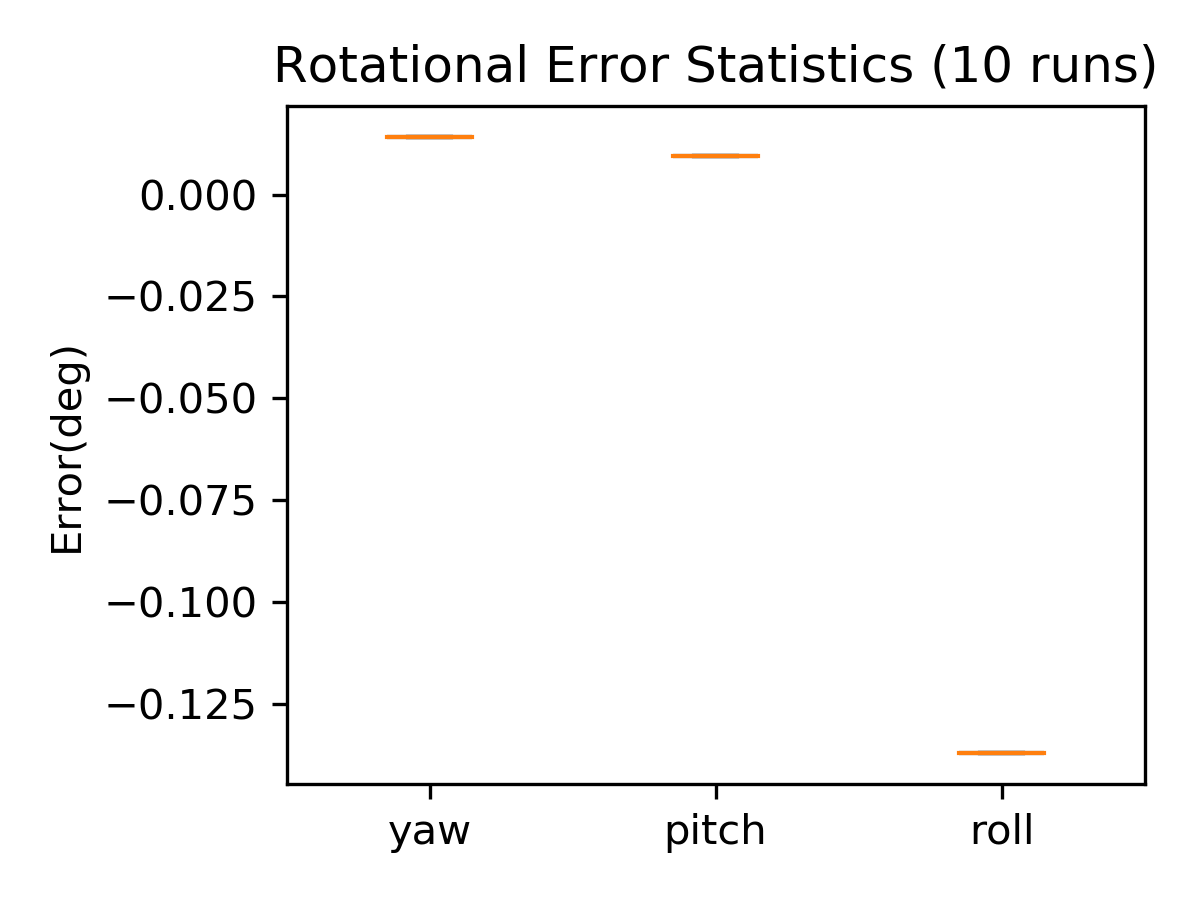 Rotational Error Statistics (10 runs)
0.000
−0.025
−0.050
−0.075
−0.100
−0.125
Error(deg)
yaw
pitch
roll